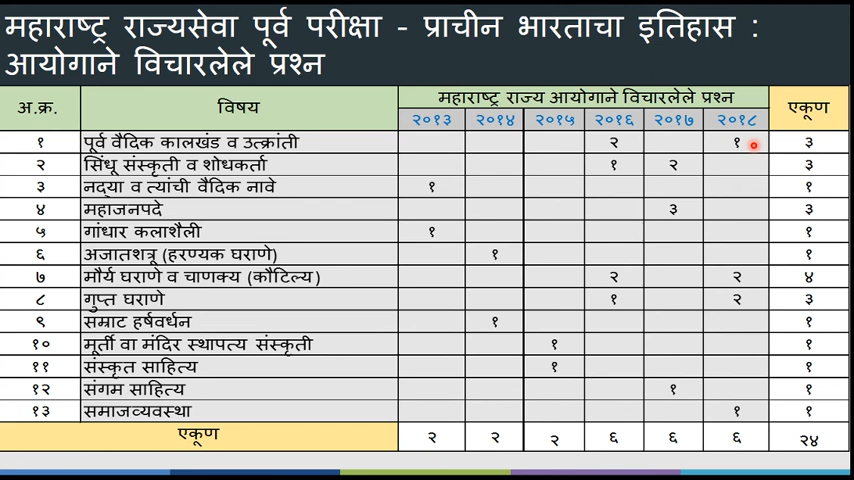 महाराष्ट्र राज्यसेवा पूर्व परीक्षा - प्राचीन भारताचा इतिहास :
आयोगाने विचारलेले प्रश्न
अ.क्र. विषय महाराष्ट्र राज्य आयोगाने विचारलेले प्रश्न एकूण
२०१३ २०१४ २०१५ २०१६ २०१७ २०१८
१ पूर्व वैदिक कालखंड व उत्क्रांती २ १ ३
२ सिंधू संस्कृती व शोधकर्ता १ २ ३
३ नद्या व त्यांची वैदिक नावे १ १
४ महाजनपदे ३ ३
५ गांधार कलाशैली १ १
६ अजातशत्रू (हरण्यक घराणे) १ १
७ मौर्य घराणे व चाणक्य (कौटिल्य) २ २ ४
८ गुप्त घराणे १ २ ३
९ सम्राट हर्षवर्धन १ १
१० मूर्ती वा मंदिर स्थापत्य संस्कृती १ १
११ संस्कृत साहित्य १ १
१२ संगम साहित्य १ १
१३ समाजव्यवस्था १ १
एकूण २ २ २ ६ ६ ६ २४